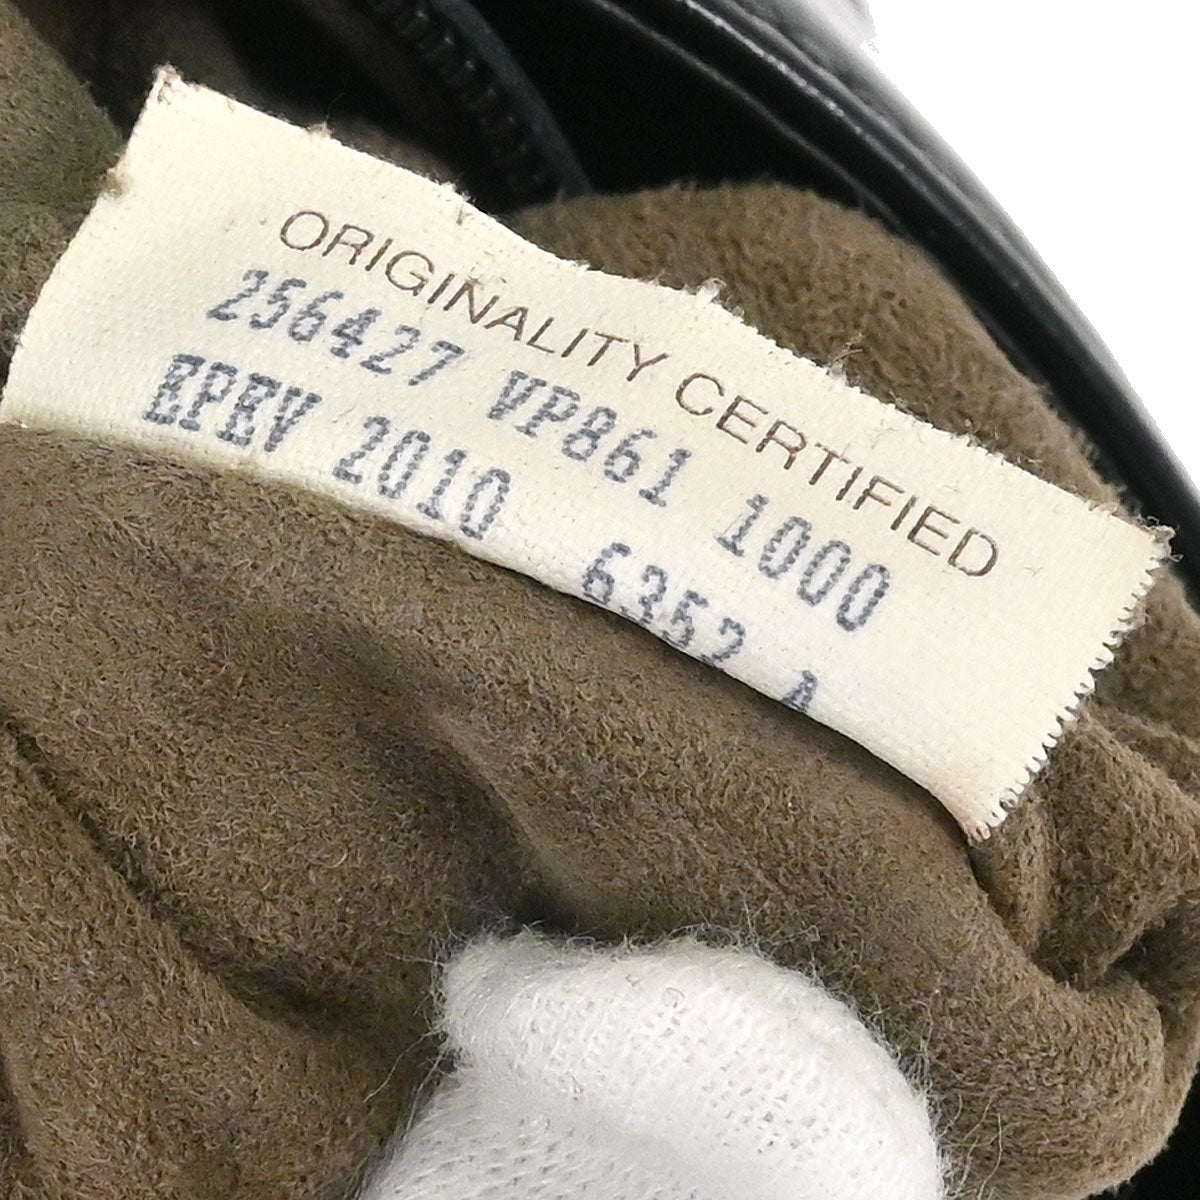 ORIGINALITY CERTIFIED
256427 VP861 1000
EPEV 2010 6352 A